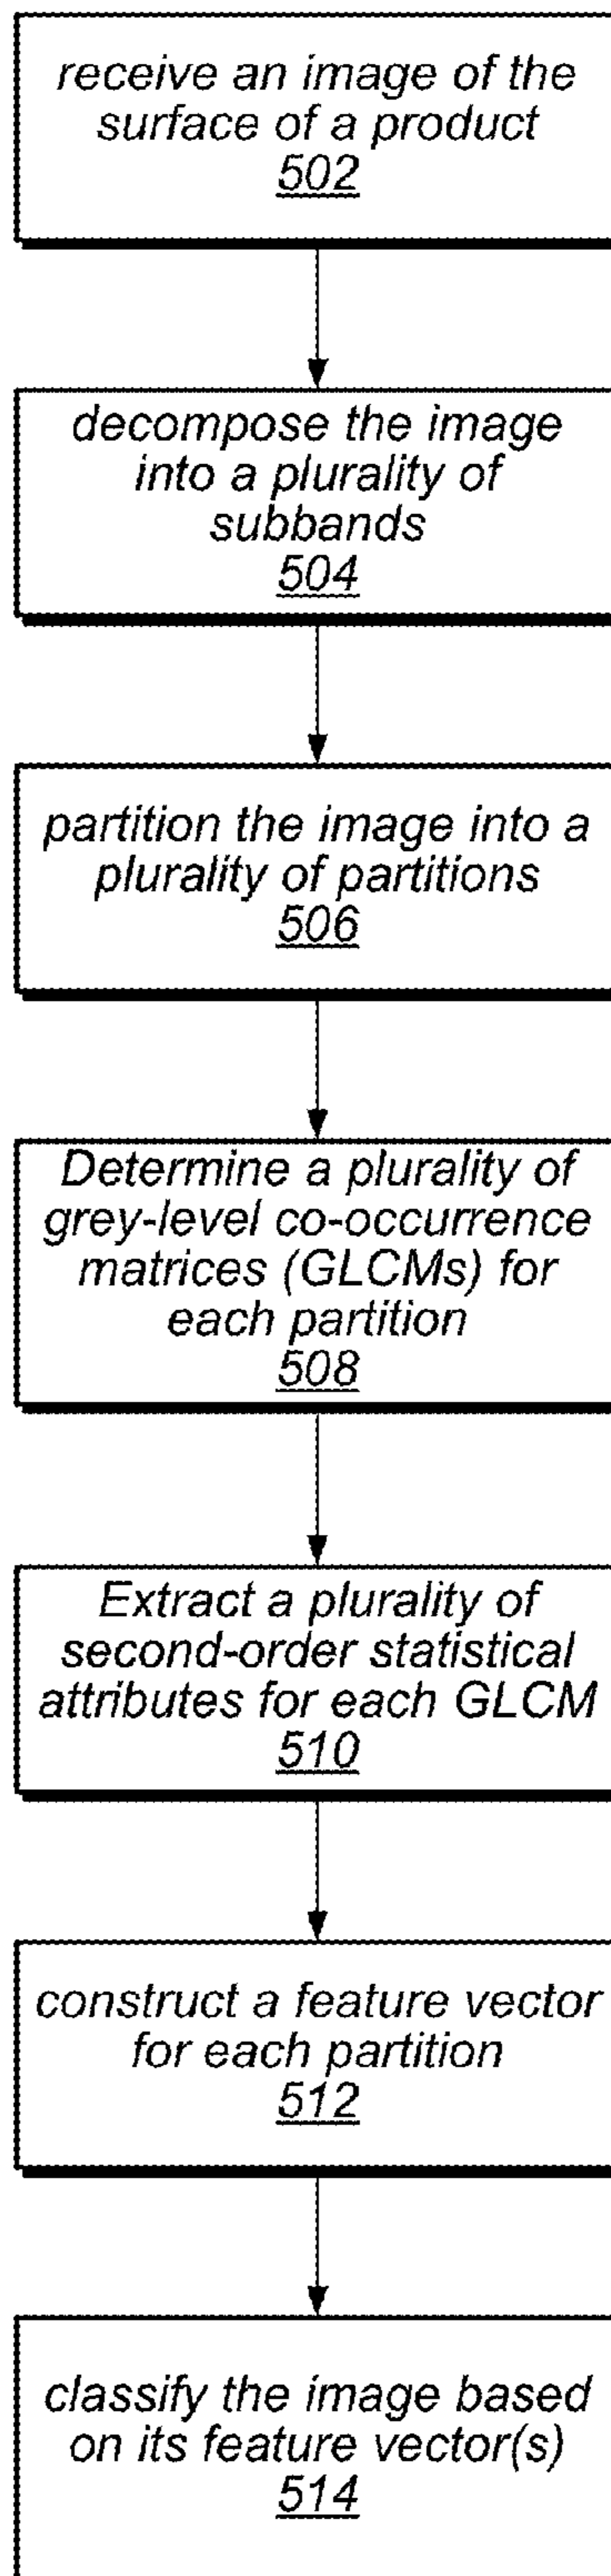 receive an image of the
surface of a product
502
decompose the image
into a plurality of
subbands
504
partition the image into a
plurality of partitions
506
Determine a plurality of
grey-level co-occurrence
matrices (GLCMs) for
each partition
508
Extract a plurality of
second-order statistical
attributes for each GLCM
510
construct a feature vector
for each partition
512
classify the image based
on its feature vector(s)
514